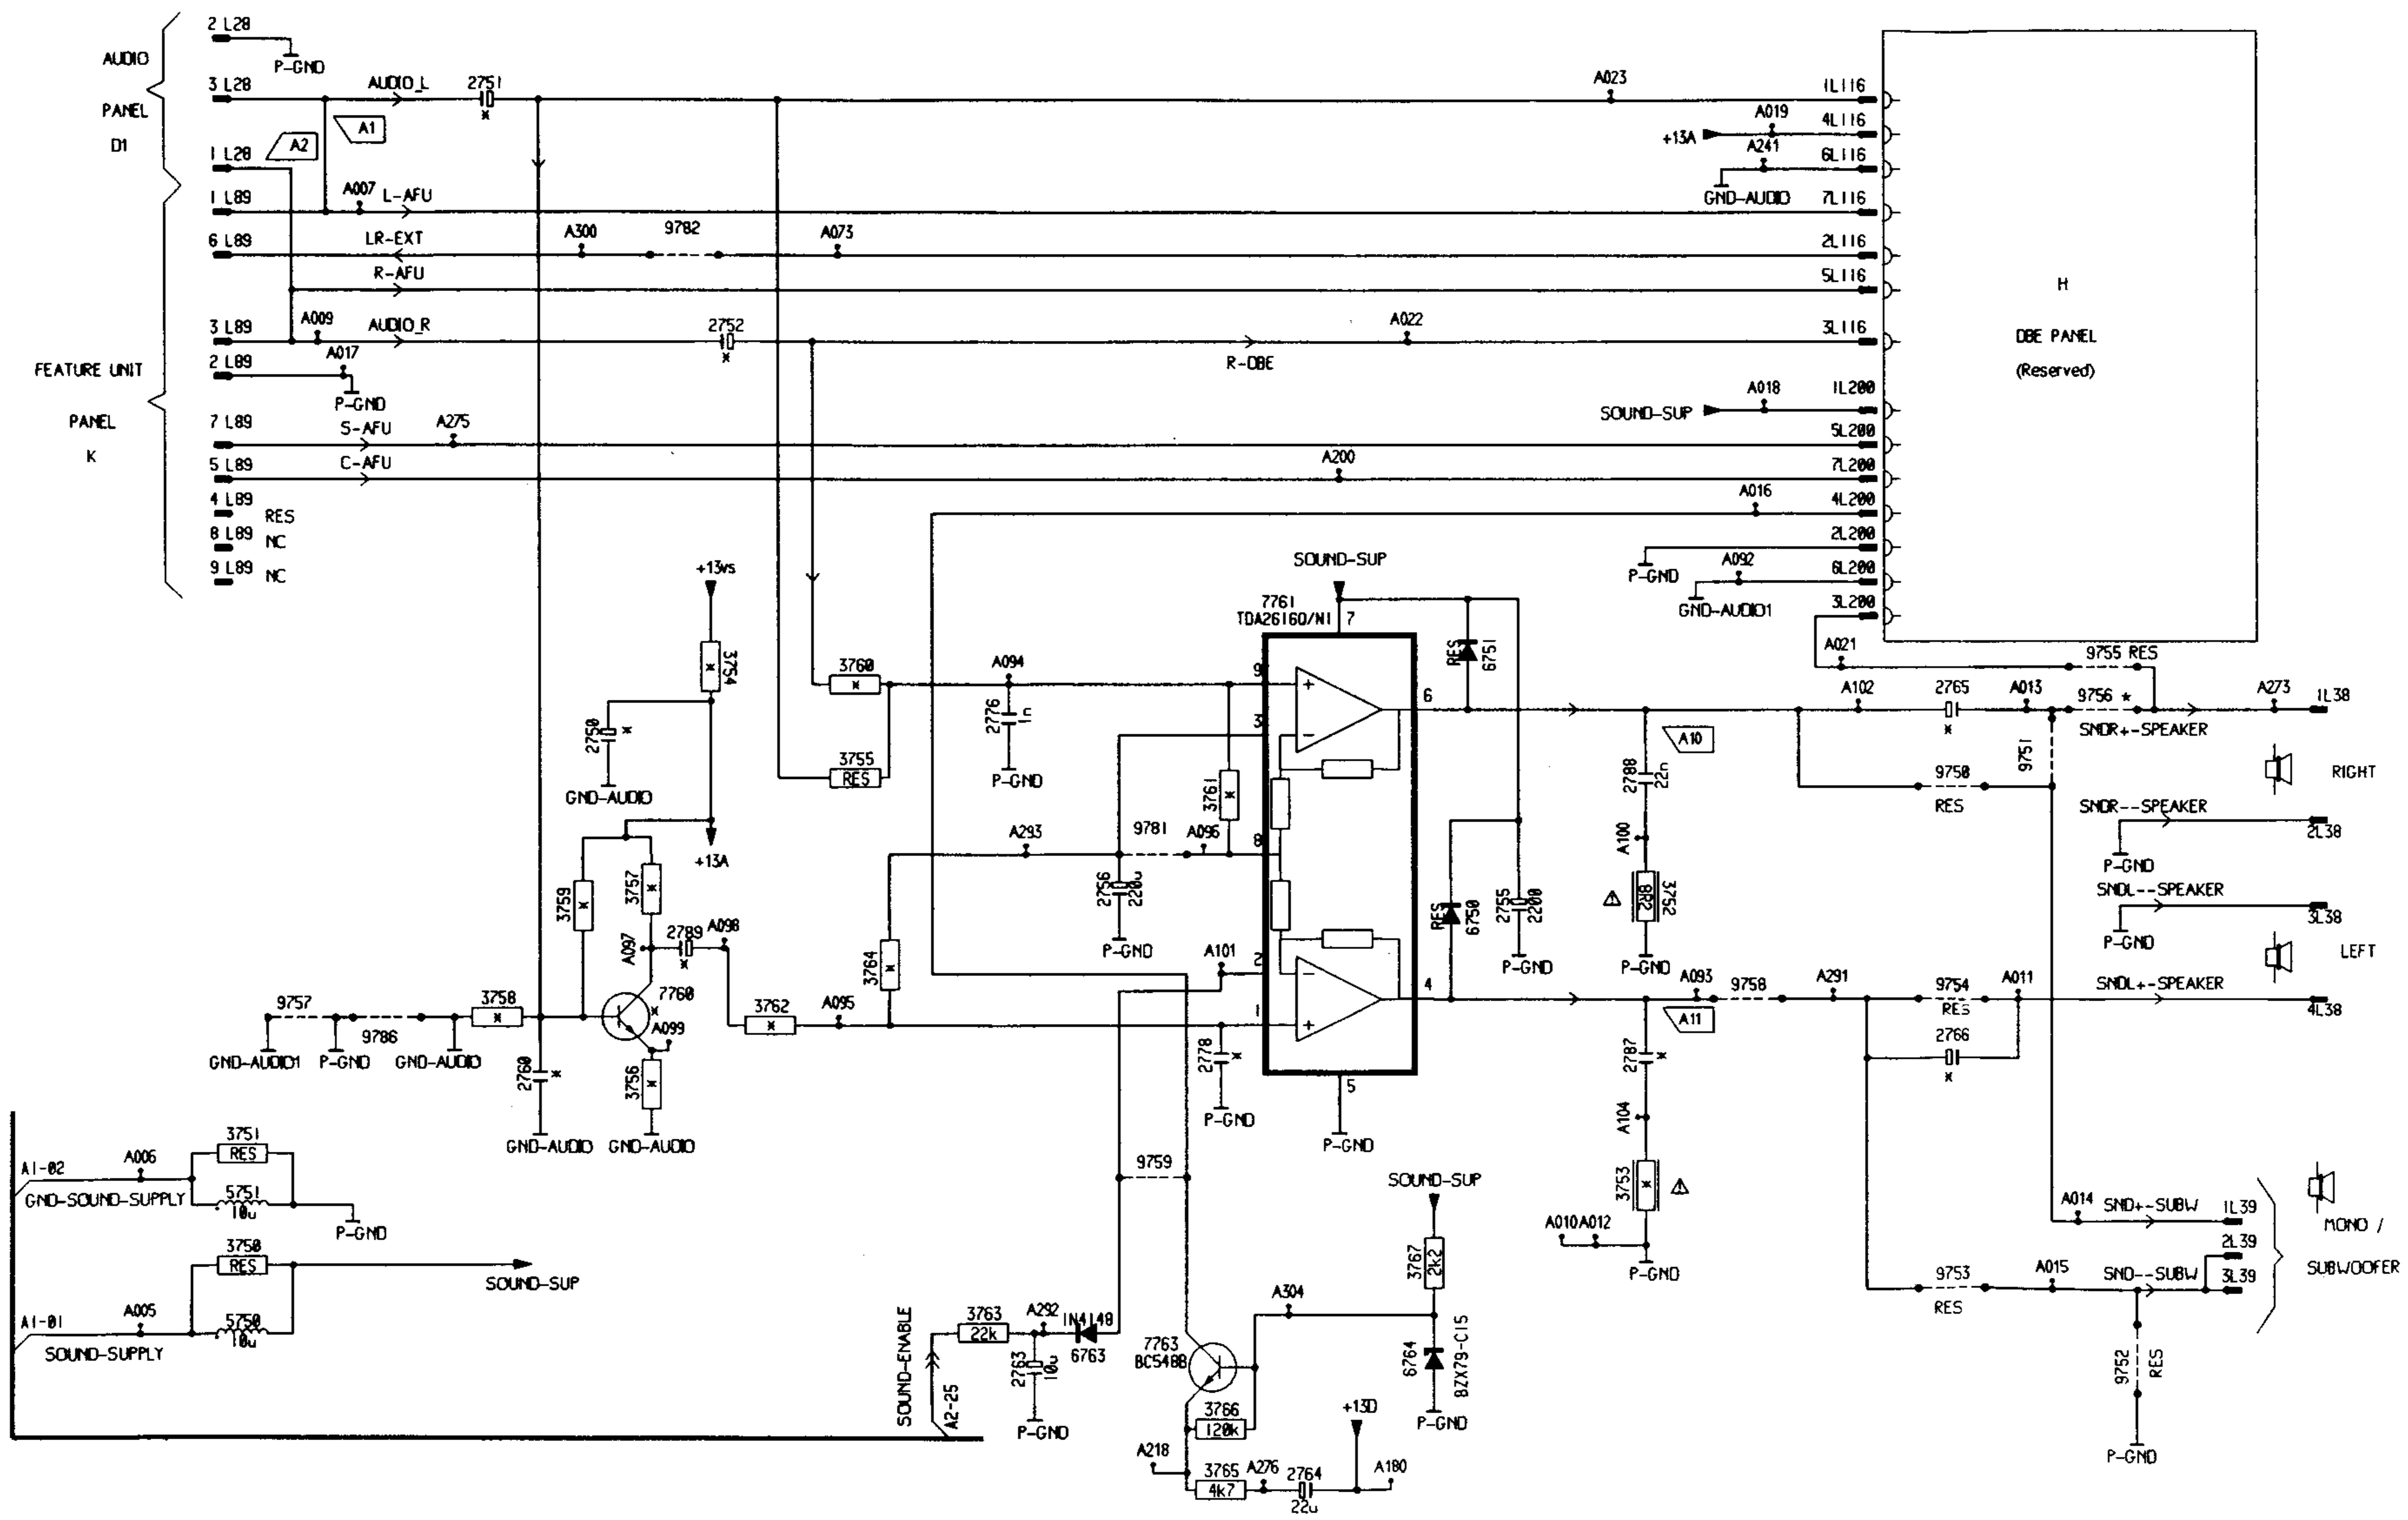 AUDIO
PANEL
D1
FEATURE UNIT
PANEL
K
2 L28
P-GND
3 L28
AUDIO_L
2751
*
A1
A2
1 L28
1 L89
A007
L-AFU
6 L89
LR-EXT
A300
9782
A073
R-AFU
3 L89
A009
AUDIO_R
2752
*
A022
R-DBE
2 L89
A017
P-GND
7 L89
S-AFU
A275
5 L89
C-AFU
A200
4 L89
RES
8 L89
NC
9 L89
NC
A023
1L116
+13A
A019
4L116
A241
6L116
GND-AUDIO
7L116
2L116
5L116
3L116
H
DBE PANEL
(Reserved)
SOUND-SUP
A018
1L200
5L200
7L200
A016
4L200
2L200
P-GND
A092
6L200
GND-AUDIO1
3L200
A021
9755 RES
+13vs
3754
*
2750
*
GND-AUDIO
+13A
3759
*
3757
*
A097
2789
*
A098
7760
*
A099
3756
*
GND-AUDIO
2760
*
GND-AUDIO
3758
*
9757
9786
GND-AUDIO1
P-GND
GND-AUDIO
3760
*
3755
RES
A094
2776
1n
P-GND
3761
*
A293
9781
A096
2756
220u
P-GND
3764
*
3762
*
A095
A101
2778
*
P-GND
SOUND-SUP
7761
TDA2616Q/N1
7
9
3
8
2
1
6
4
5
P-GND
RES
6751
RES
6750
2755
2200
P-GND
A10
2788
22n
A100
3752
8R2
P-GND
A093
9758
A291
A11
2787
*
A104
3753
*
A010
A012
P-GND
A102
2765
*
A013
9756 *
A273
1L38
SNDR+-SPEAKER
9751
9750
RES
RIGHT
SNDR--SPEAKER
2L38
P-GND
SNDL--SPEAKER
3L38
P-GND
LEFT
9754
RES
A011
SNDL+-SPEAKER
4L38
2766
*
A014
SND+-SUBW
1L39
2L39
MONO /
SUBWOOFER
9753
RES
A015
SND--SUBW
3L39
9752
RES
P-GND
A1-02
A006
GND-SOUND-SUPPLY
3751
RES
5751
10u
P-GND
3750
RES
SOUND-SUP
A1-01
A005
SOUND-SUPPLY
5750
10u
SOUND-ENABLE
A2-25
3763
22k
A292
1N4148
6763
2763
10u
P-GND
9759
7763
BC548B
A304
SOUND-SUP
3767
2k2
6764
BZX79-C15
P-GND
3766
120k
A218
3765
4k7
A276
2764
22u
+13D
A180